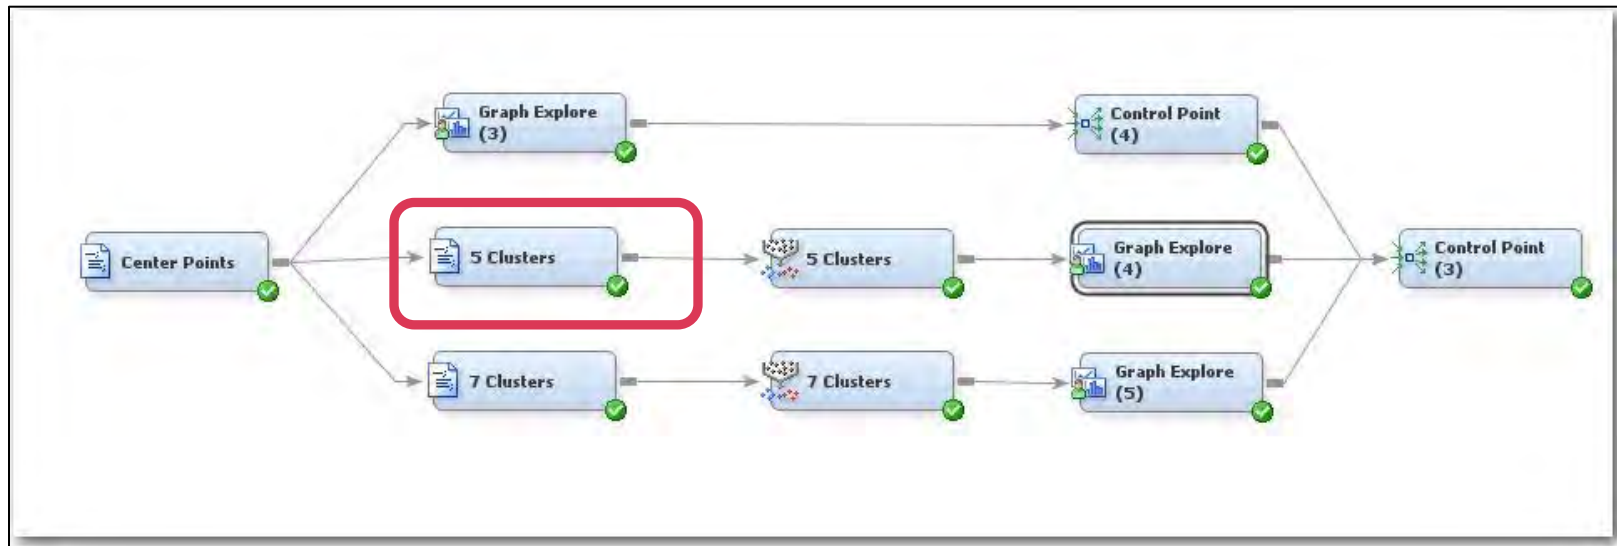 Graph Explore
(3)
Control Point
(4)
Center Points
5 Clusters
5 Clusters
Graph Explore
(4)
Control Point
(3)
7 Clusters
7 Clusters
Graph Explore
(5)